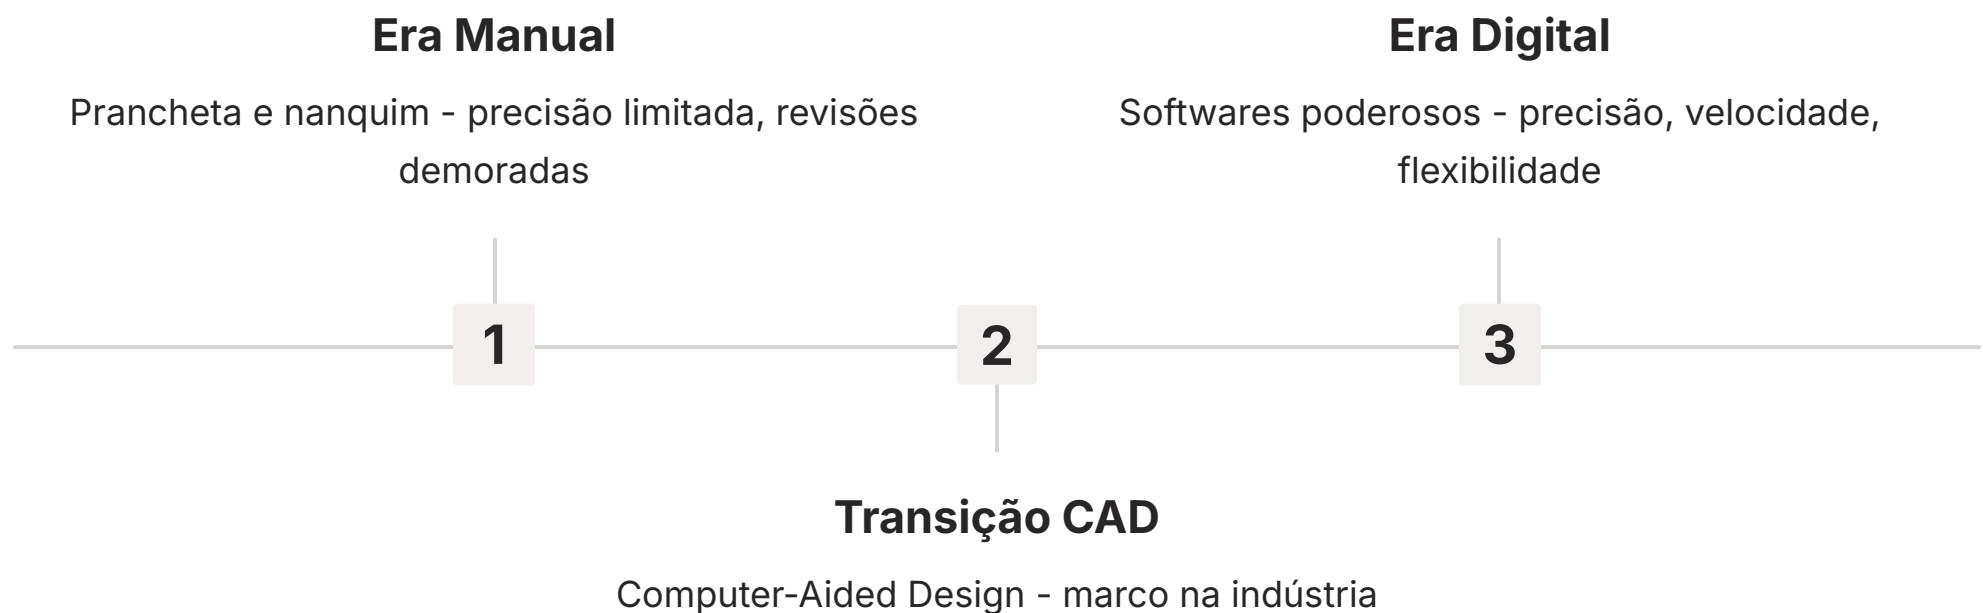 Era Manual
Prancheta e nanquim - precisão limitada, revisões
demoradas
Era Digital
Softwares poderosos - precisão, velocidade,
flexibilidade
1
2
3
Transição CAD
Computer-Aided Design - marco na indústria